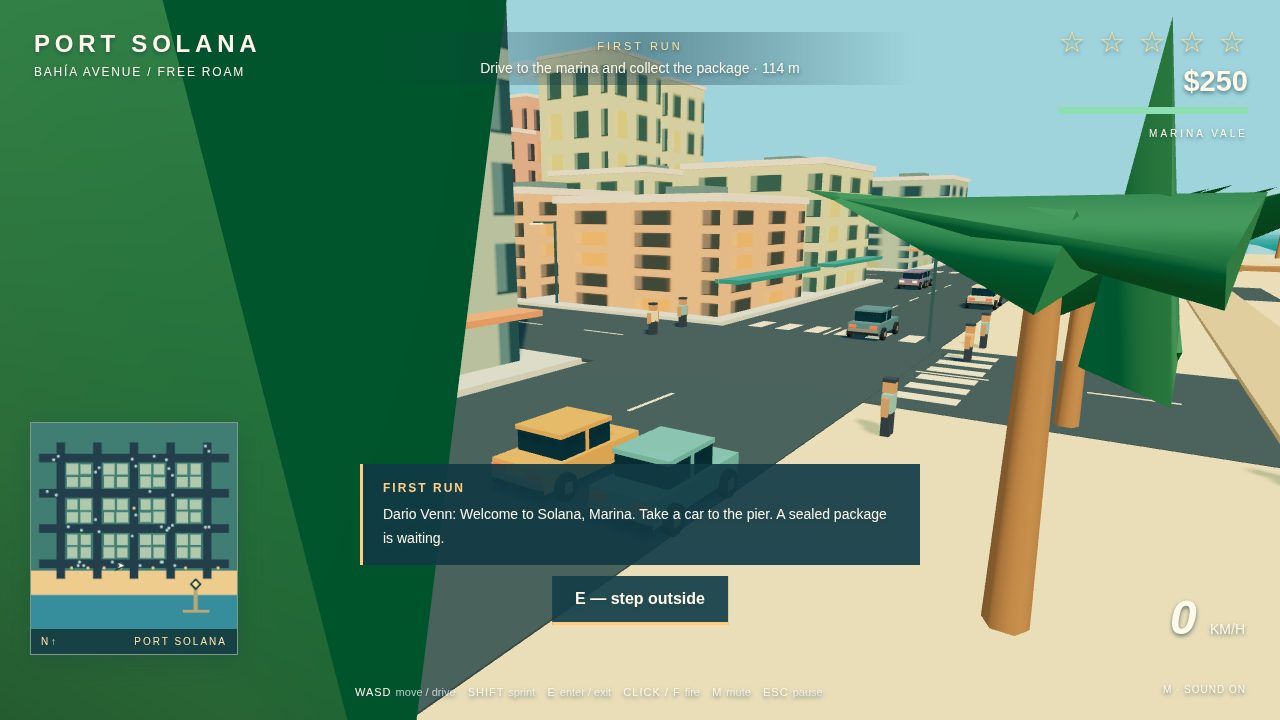 PORT SOLANA
BAHÍA AVENUE / FREE ROAM
FIRST RUN
Drive to the marina and collect the package · 114 m
☆ ☆ ☆ ☆ ☆
$250
MARINA VALE
FIRST RUN
Dario Venn: Welcome to Solana, Marina. Take a car to the pier. A sealed package
is waiting.
E — step outside
N ↑ PORT SOLANA
0 KM/H
WASD move / drive SHIFT sprint E enter / exit CLICK / F fire M mute ESC pause
M · SOUND ON